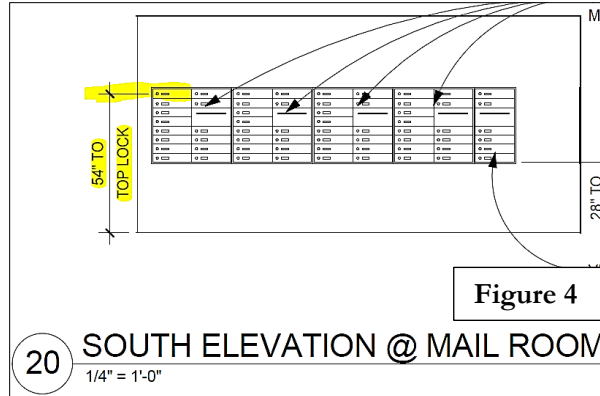 M
54" TO
TOP LOCK
28" TO
Figure 4
20
SOUTH ELEVATION @ MAIL ROOM
1/4" = 1'-0"